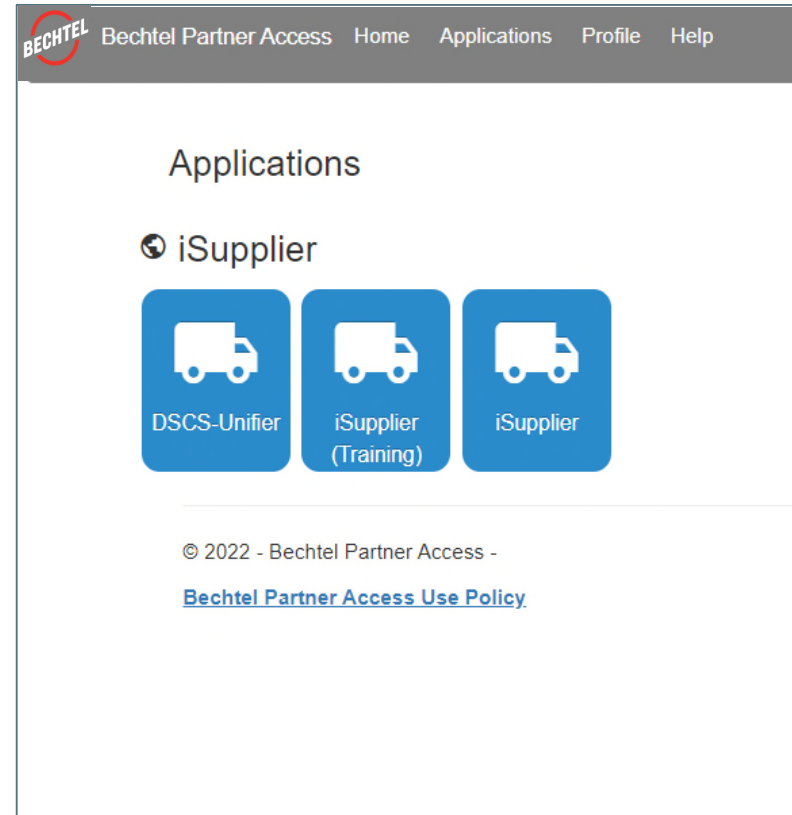 BECHTEL Bechtel Partner Access Home Applications Profile Help
Applications
iSupplier
DSCS-Unifier iSupplier (Training) iSupplier
© 2022 - Bechtel Partner Access -
Bechtel Partner Access Use Policy